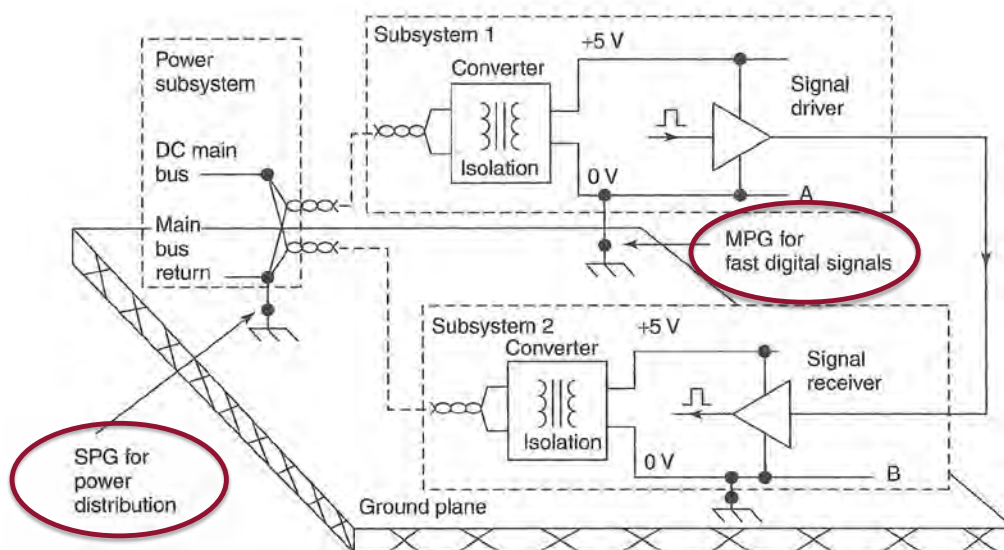 Subsystem 1
+5 V
Power
subsystem
Converter
Signal
driver
DC main
bus
Isolation
0 V
A
Main
bus
return
MPG for
fast digital signals
Subsystem 2
+5 V
Converter
Signal
receiver
Isolation
SPG for
power
distribution
0 V
B
Ground plane